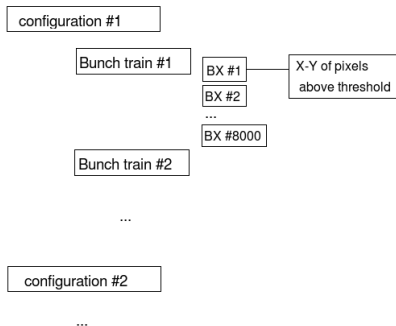 configuration #1
Bunch train #1
BX #1
X-Y of pixels
above threshold
BX #2
...
BX #8000
Bunch train #2
...
configuration #2
...